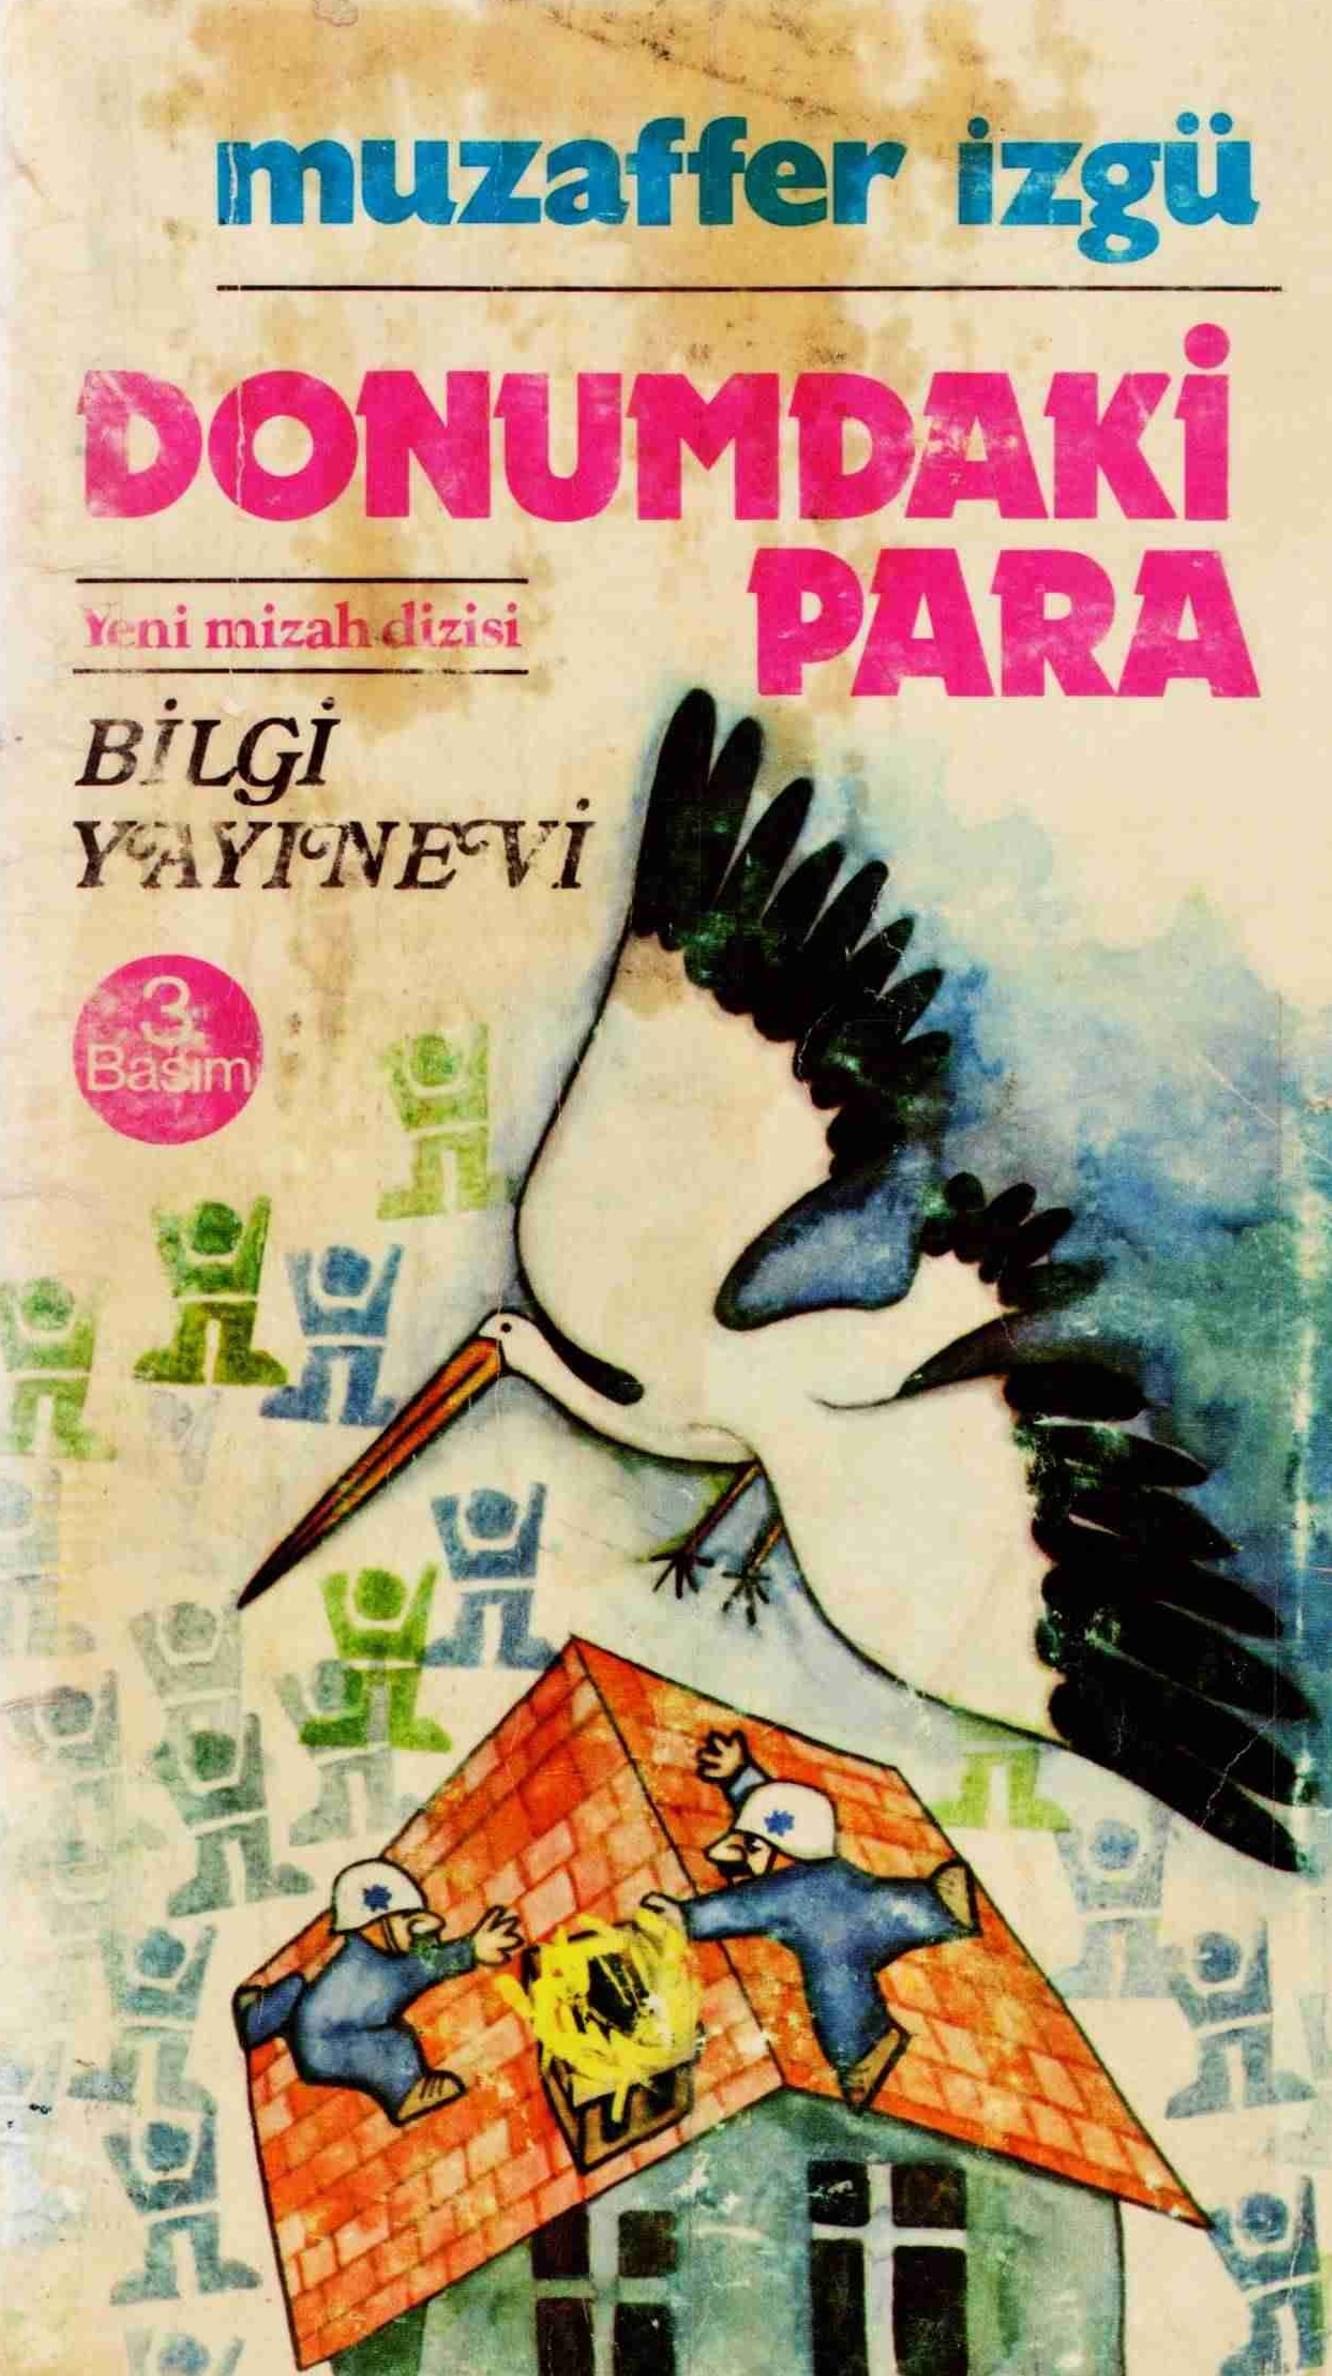 muzaffer izgü
DONUMDAKİ
PARA
Yeni mizah dizisi
BİLGİ
YAYINEVİ
3.
Basım